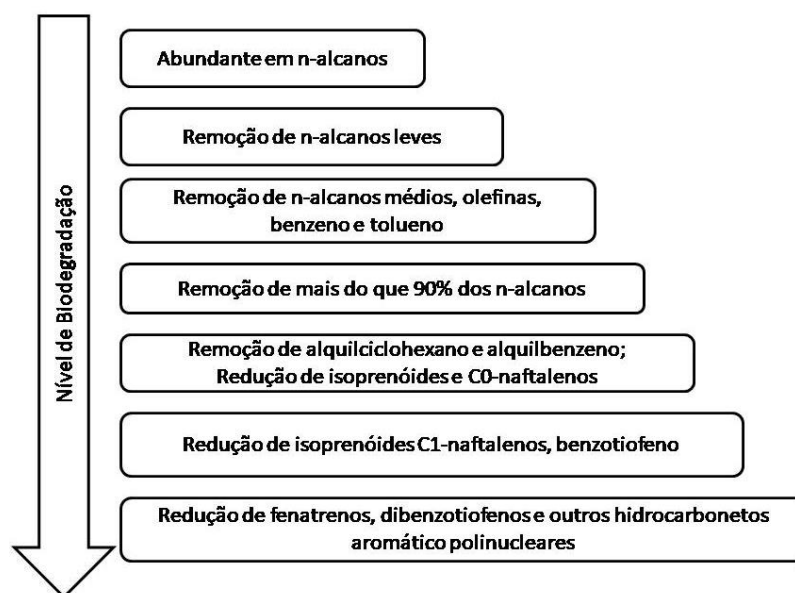 Nível de Biodegradação
Abundante em n-alcanos
Remoção de n-alcanos leves
Remoção de n-alcanos médios, olefinas,
benzeno e tolueno
Remoção de mais do que 90% dos n-alcanos
Remoção de alquilciclohexano e alquilbenzeno;
Redução de isoprenóides e C0-naftalenos
Redução de isoprenóides C1-naftalenos, benzotiofeno
Redução de fenatrenos, dibenzotiofenos e outros hidrocarbonetos
aromático polinucleares